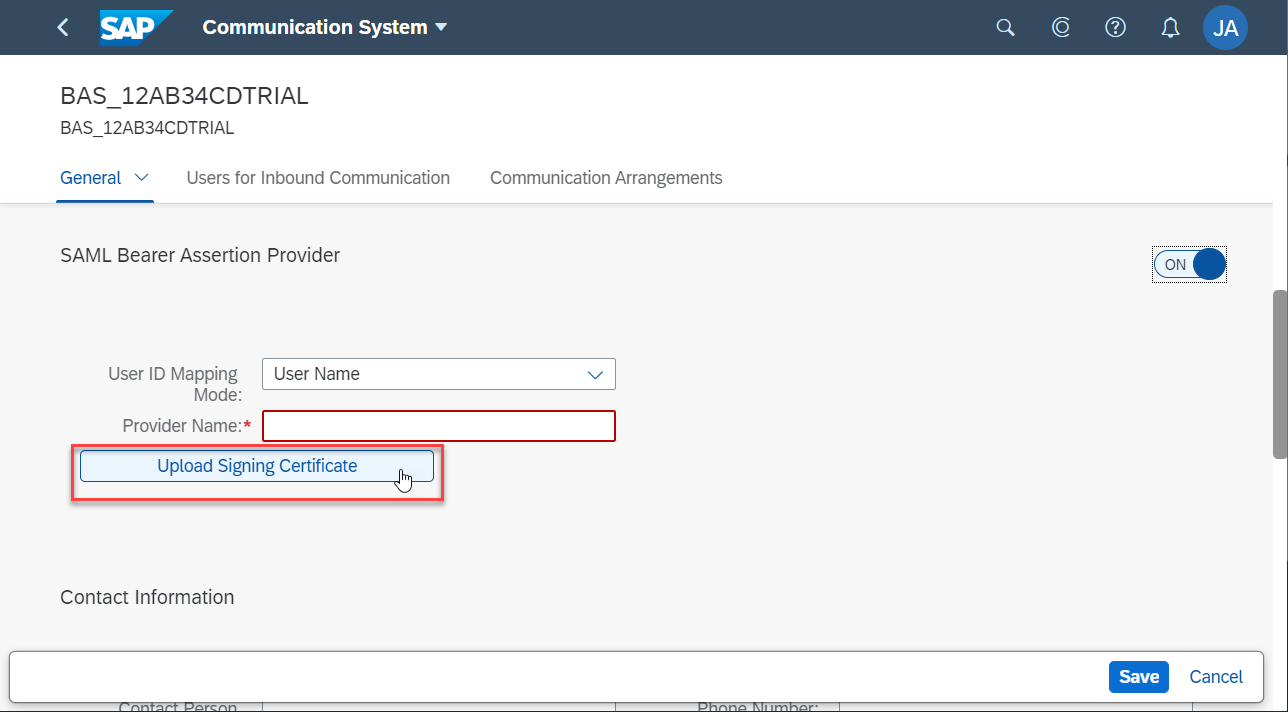 SAP Communication System JA
BAS_12AB34CDTRIAL
BAS_12AB34CDTRIAL
General Users for Inbound Communication Communication Arrangements
SAML Bearer Assertion Provider
ON
User ID Mapping
Mode:
User Name
Provider Name:*
Upload Signing Certificate
Contact Information
Save Cancel
Contact Person Phone Number: